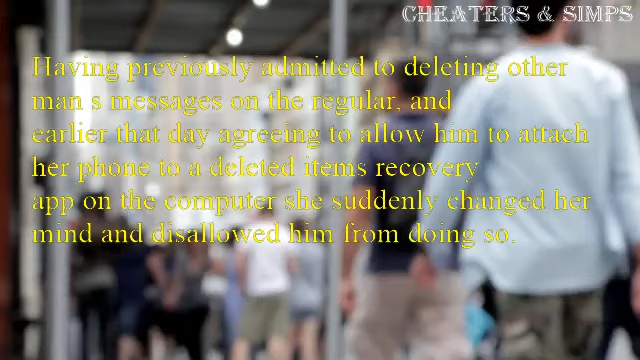 CHEATERS & SIMPS
Having previously admitted to deleting other
man s messages on the regular, and
earlier that day agreeing to allow him to attach
her phone to a deleted items recovery
app on the computer she suddenly changed her
mind and disallowed him from doing so.